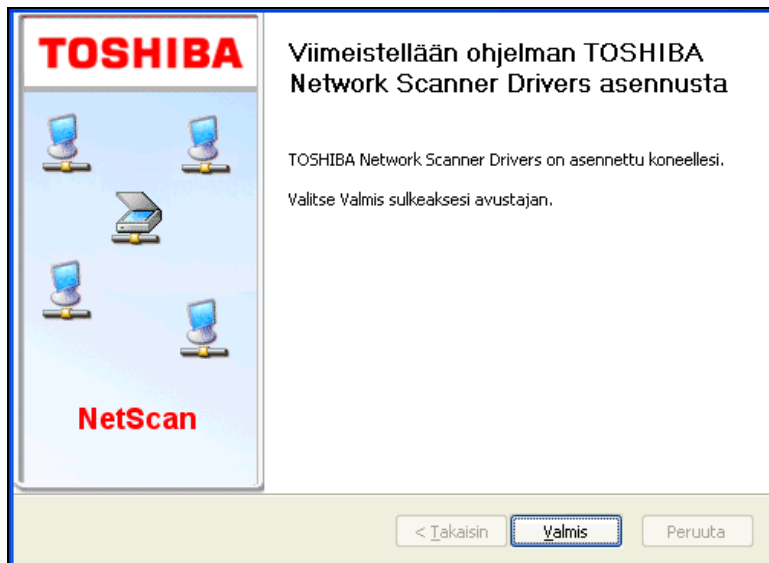 TOSHIBA
NetScan
Viimeistellään ohjelman TOSHIBA
Network Scanner Drivers asennusta
TOSHIBA Network Scanner Drivers on asennettu koneellesi.
Valitse Valmis sulkeaksesi avustajan.
< Takaisin
Valmis
Peruuta